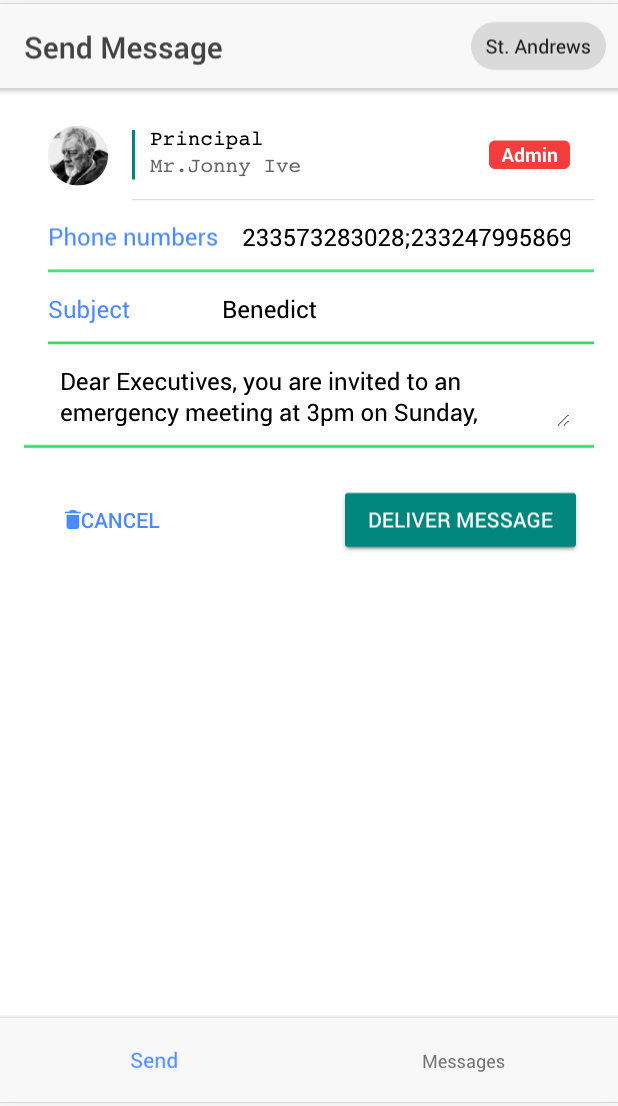 Send Message
St. Andrews
Principal
Mr.Jonny Ive
Admin
Phone numbers 233573283028;233247995869
Subject Benedict
Dear Executives, you are invited to an
emergency meeting at 3pm on Sunday,
CANCEL
DELIVER MESSAGE
Send
Messages